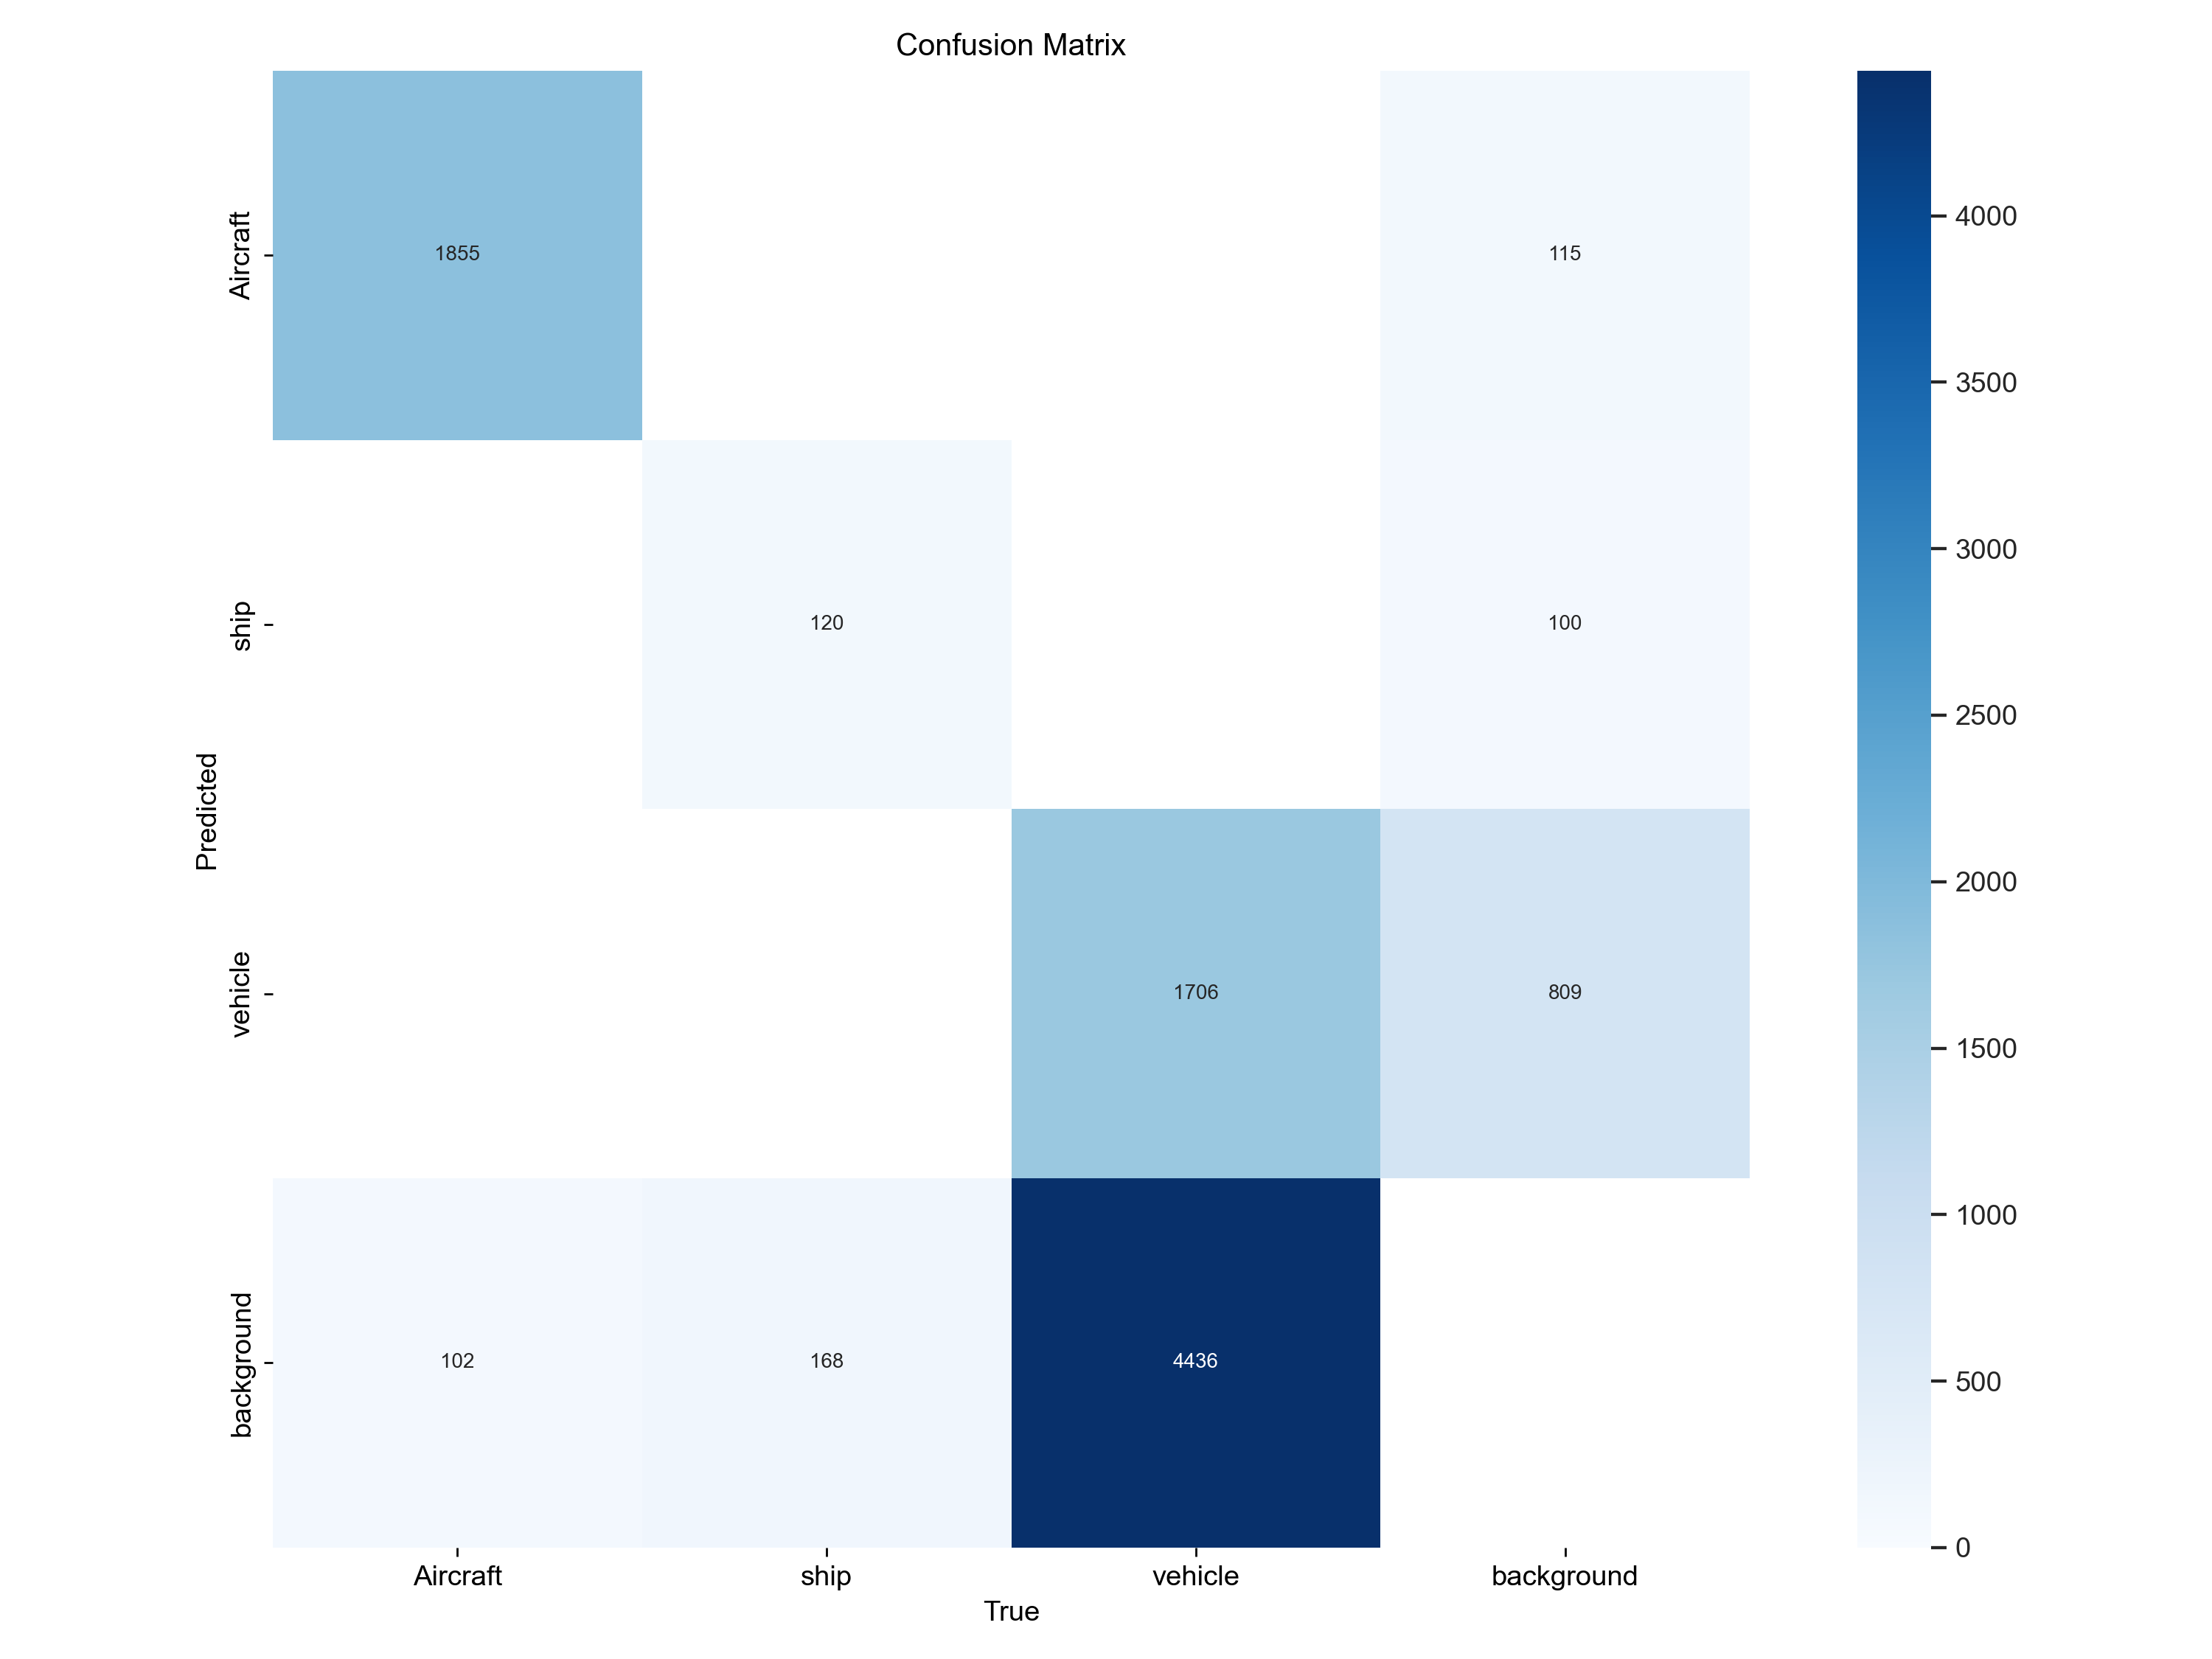 Confusion Matrix
Aircraft
1855
115
4000
3500
3000
ship
120
100
2500
Predicted
2000
vehicle
1706
809
1500
1000
background
102
168
4436
500
0
Aircraft
ship
vehicle
background
True